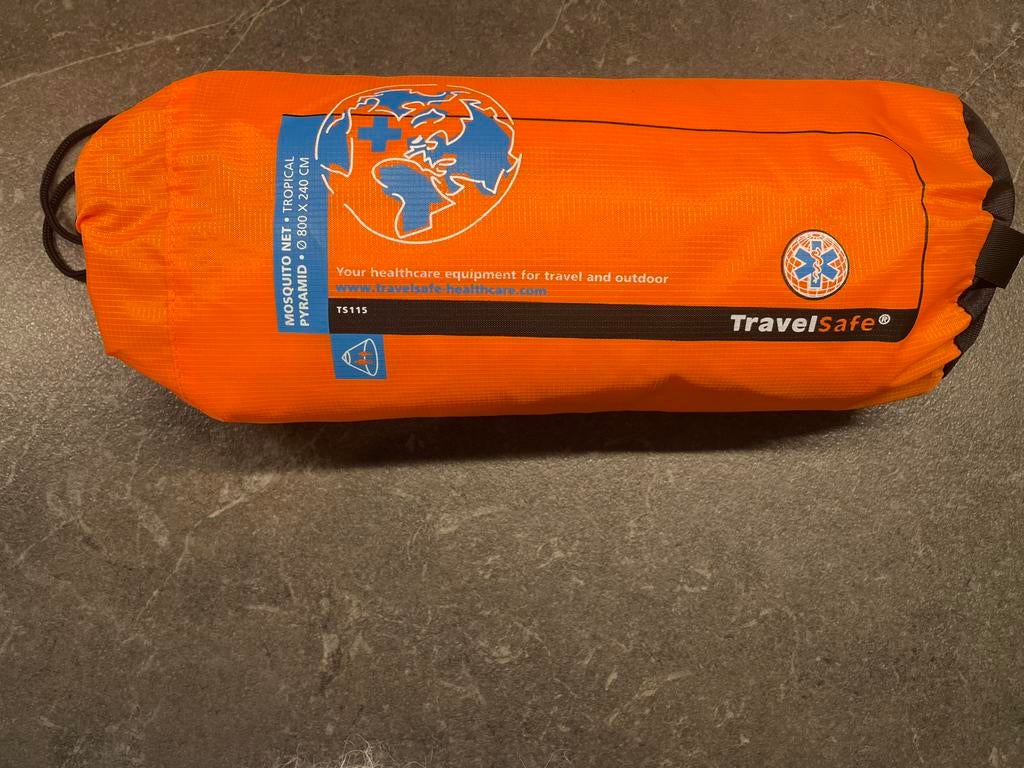 MOSQUITO NET • TROPICAL
PYRAMID • Ø 800 X 240 CM
Your healthcare equipment for travel and outdoor
www.travelsafe-healthcare.com
TS115
TravelSafe®